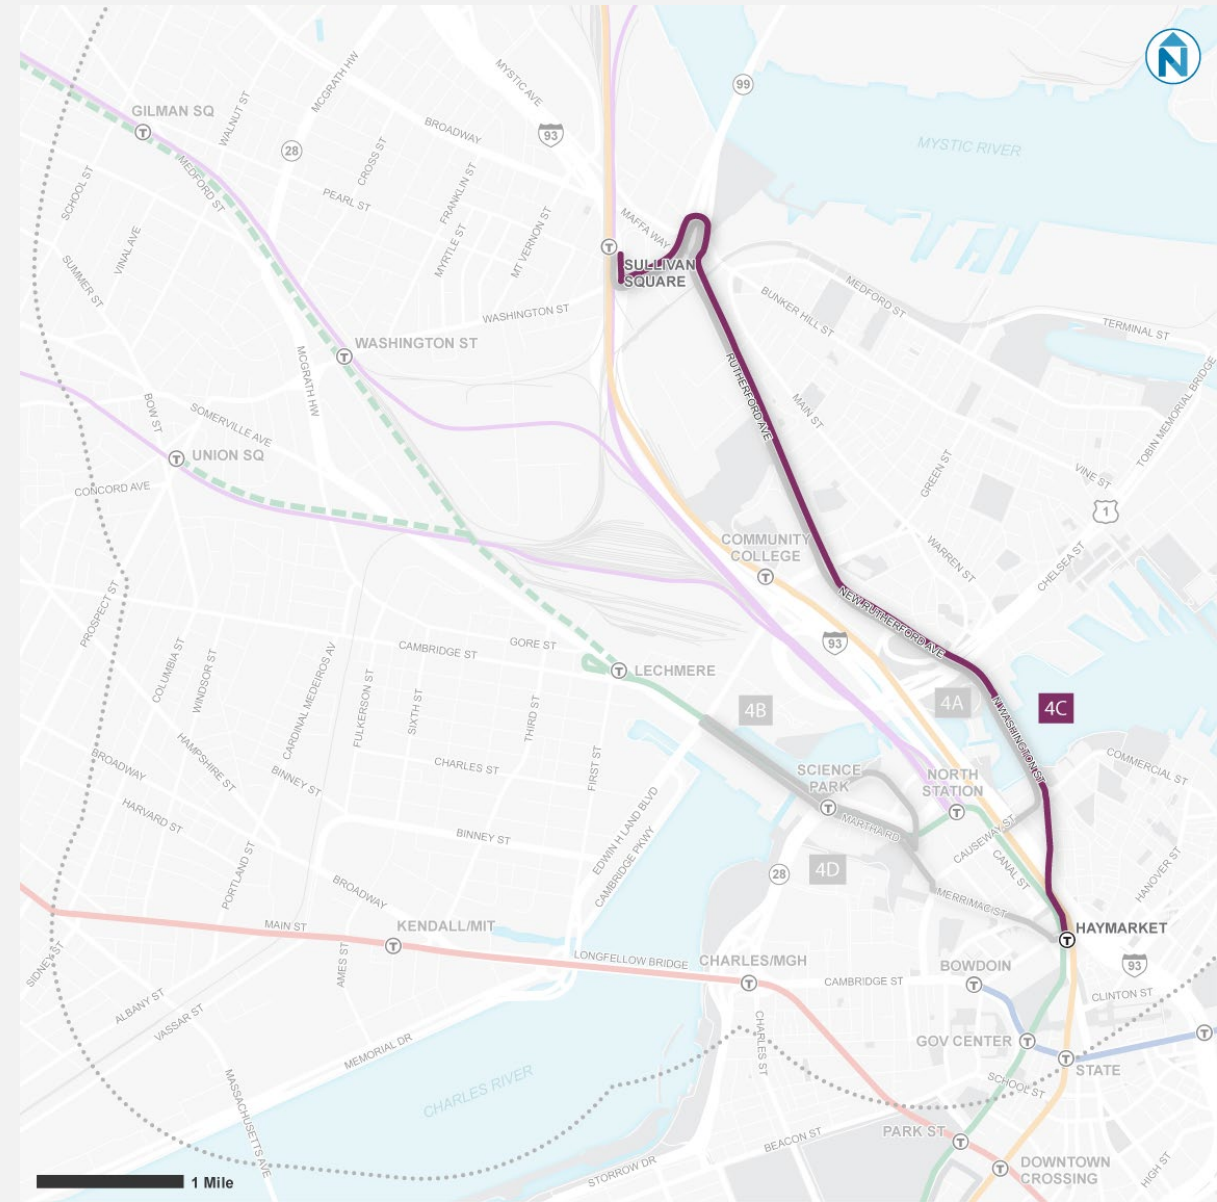 N
99
MYSTIC AVE
MYSTIC RIVER
GILMAN SQ
WALNUT ST
MCGRATH HW
BROADWAY
93
28
CROSS ST
MEDFORD ST
SCHOOL ST
PEARL ST
FRANKLIN ST
MAFFA WAY
VINAL AVE
MYRTLE ST
MT VERNON ST
T
SULLIVAN
SQUARE
SUMMER ST
BUNKER HILL ST
MEDFORD ST
TERMINAL ST
WASHINGTON ST
WASHINGTON ST
MCGRATH HW
RUTHERFORD AVE
MAIN ST
TOBIN MEMORIAL BRIDGE
BOW ST
SOMERVILLE AVE
UNION SQ
GREEN ST
VINE ST
CONCORD AVE
1
COMMUNITY
COLLEGE
WARREN ST
CHELSEA ST
PROSPECT ST
NEW RUTHERFORD AVE
93
COLUMBIA ST
WINDSOR ST
CARDINAL MEDEIROS AV
FULKERSON ST
CAMBRIDGE ST
GORE ST
LECHMERE
SIXTH ST
THIRD ST
4B
4A
4C
N WASHINGTON ST
HAMPSHIRE ST
BROADWAY
BINNEY ST
CHARLES ST
FIRST ST
SCIENCE
PARK
NORTH
STATION
COMMERCIAL ST
HARVARD ST
BINNEY ST
EDWIN H LAND BLVD
CAMBRIDGE PKWY
MARTHA RD
CAUSEWAY ST
CANAL ST
HANOVER ST
28
4D
PORTLAND ST
BROADWAY
MERRIMAC ST
MAIN ST
KENDALL/MIT
HAYMARKET
SIDNEY ST
AMES ST
LONGFELLOW BRIDGE
CHARLES/MGH
BOWDOIN
93
CAMBRIDGE ST
CLINTON ST
ALBANY ST
VASSAR ST
MEMORIAL DR
CHARLES ST
GOV CENTER
STATE
CHARLES RIVER
SCHOOL ST
MASSACHUSETTS AVE
BEACON ST
PARK ST
STORROW DR
DOWNTOWN
CROSSING
HIGH ST
1 Mile